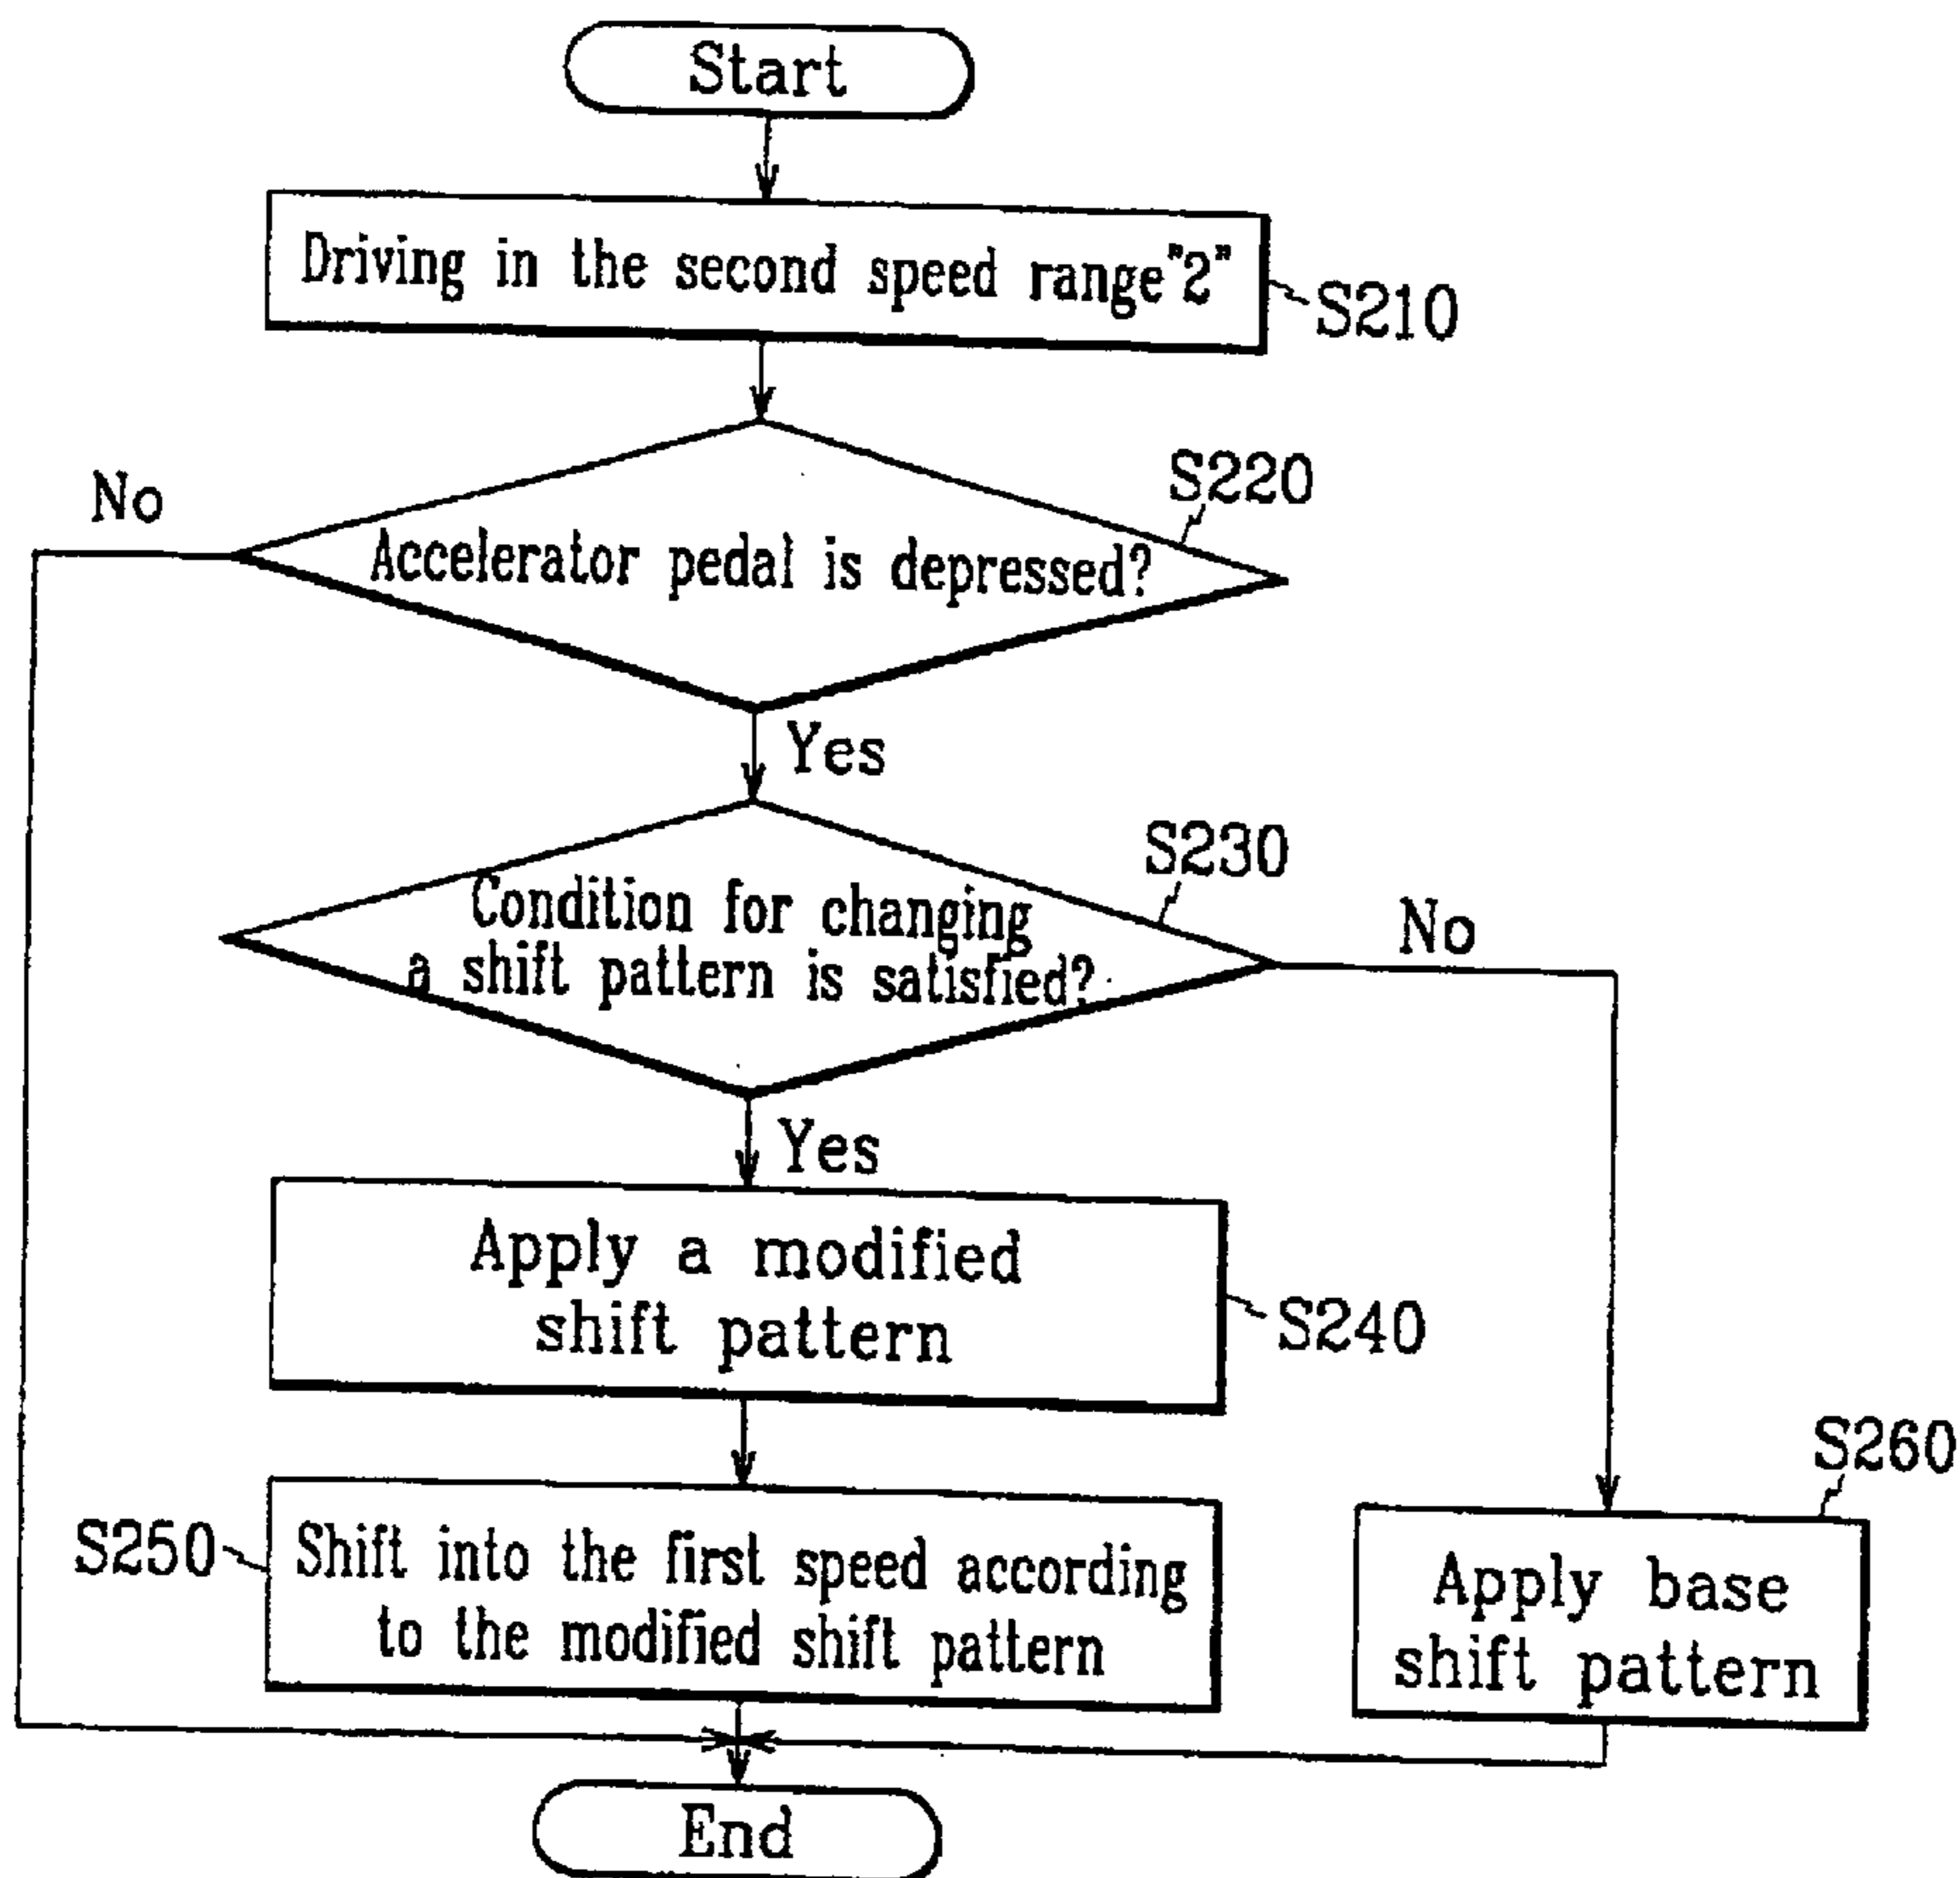 Start
Driving in the second speed range"2"
S210
S220
No
Accelerator pedal is depressed?
Yes
S230
Condition for changing
a shift pattern is satisfied?
No
Yes
Apply a modified
shift pattern
S240
S260
S250
Shift into the first speed according
to the modified shift pattern
Apply base
shift pattern
End